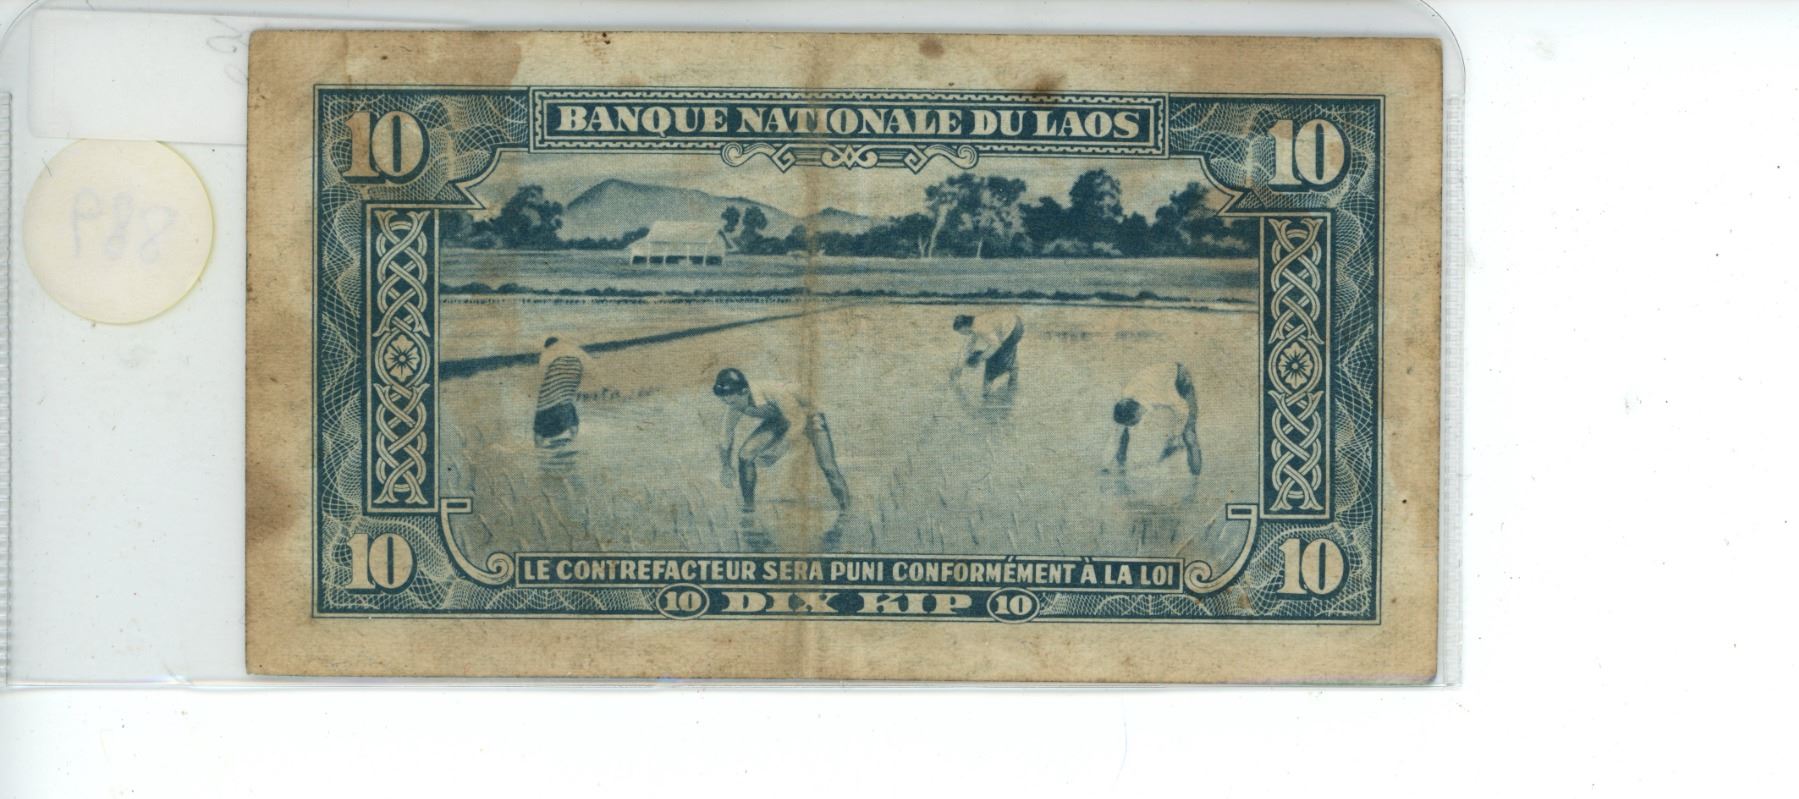 10 BANQUE NATIONALE DU LAOS 10
10 LE CONTREFACTEUR SERA PUNI CONFORMÉMENT À LA LOI 10
10 DIX KIP 10